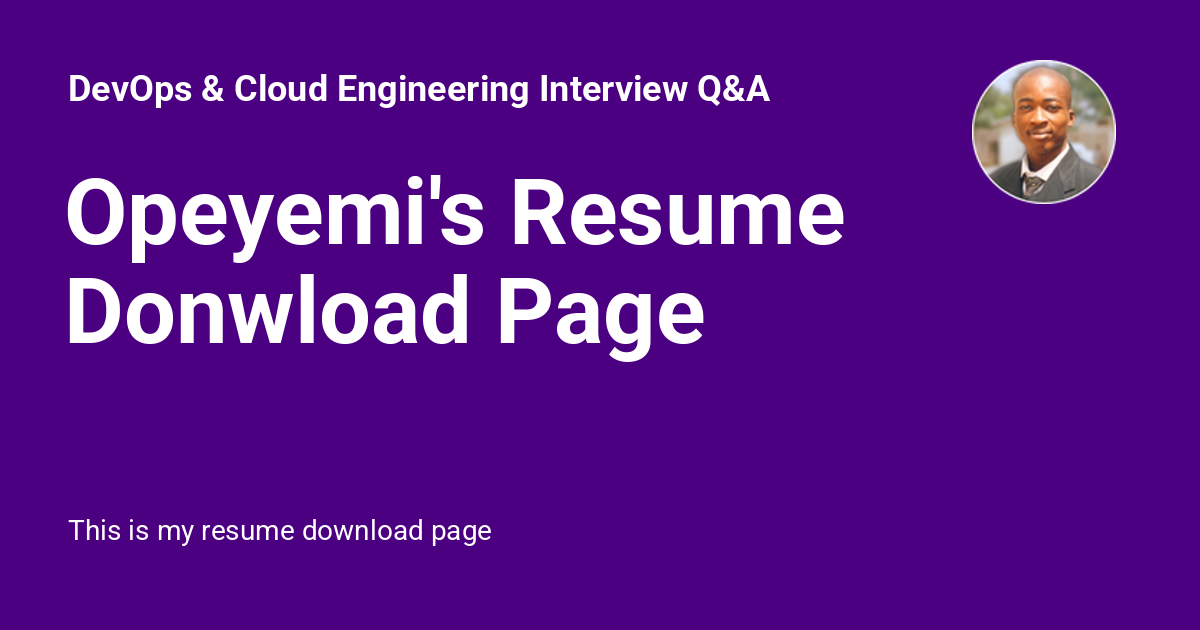 DevOps & Cloud Engineering Interview Q&A
Opeyemi's Resume
Donwload Page
This is my resume download page